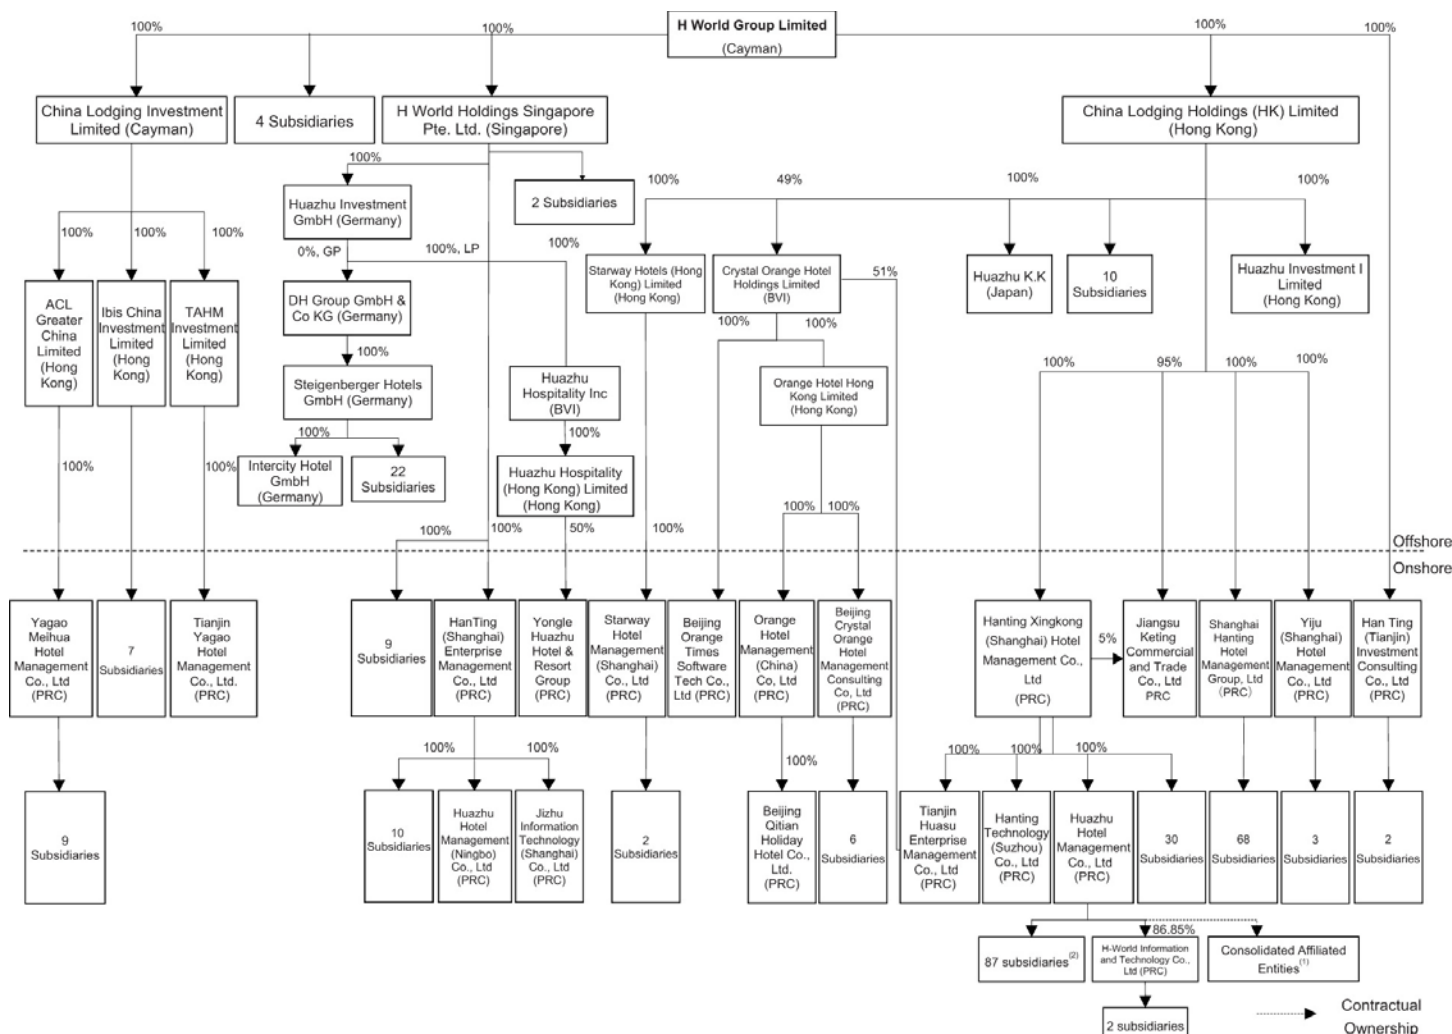 H World Group Limited
(Cayman)
100%
100%
100%
100%
100%
China Lodging Investment
Limited (Cayman)
4 Subsidiaries
H World Holdings Singapore
Pte. Ltd. (Singapore)
China Lodging Holdings (HK) Limited
(Hong Kong)
100%
Huazhu Investment
GmbH (Germany)
2 Subsidiaries
100%
49%
100%
100%
100%
100%
100%
0%, GP
100%, LP
100%
Starway Hotels (Hong
Kong) Limited
(Hong Kong)
Crystal Orange Hotel
Holdings Limited
(BVI)
51%
Huazhu K.K
(Japan)
10
Subsidiaries
Huazhu Investment I
Limited
(Hong Kong)
ACL
Greater
China
Limited
(Hong
Kong)
Ibis China
Investment
Limited
(Hong
Kong)
TAHM
Investment
Limited
(Hong
Kong)
DH Group GmbH &
Co KG (Germany)
100%
100%
100%
Steigenberger Hotels
GmbH (Germany)
Huazhu
Hospitality Inc
(BVI)
Orange Hotel Hong
Kong Limited
(Hong Kong)
100%
95%
100%
100%
100%
100%
Intercity Hotel
GmbH
(Germany)
22
Subsidiaries
Huazhu Hospitality
(Hong Kong) Limited
(Hong Kong)
100%
100%
100%
100%
100%
100%
50%
100%
Offshore
Onshore
Yagao
Meihua
Hotel
Management
Co., Ltd
(PRC)
7
Subsidiaries
Tianjin
Yagao
Hotel
Management
Co., Ltd.
(PRC)
9
Subsidiaries
HanTing
(Shanghai)
Enterprise
Management
Co., Ltd
(PRC)
Yongle
Huazhu
Hotel &
Resort
Group
(PRC)
Starway
Hotel
Management
(Shanghai)
Co., Ltd
(PRC)
Beijing
Orange
Times
Software
Tech Co.,
Ltd (PRC)
Orange
Hotel
Management
(China)
Co, Ltd
(PRC)
Beijing
Crystal
Orange
Hotel
Management
Consulting
Co, Ltd
(PRC)
Hanting Xingkong
(Shanghai) Hotel
Management Co.,
Ltd
(PRC)
5%
Jiangsu
Keting
Commercial
and Trade
Co., Ltd
PRC
Shanghai
Hanting
Hotel
Management
Group, Ltd
(PRC)
Yiju
(Shanghai)
Hotel
Management
Co., Ltd
(PRC)
Han Ting
(Tianjin)
Investment
Consulting
Co., Ltd
(PRC)
100%
100%
100%
100%
100%
100%
100%
9
Subsidiaries
10
Subsidiaries
Huazhu
Hotel
Management
(Ningbo)
Co., Ltd
(PRC)
Jizhu
Information
Technology
(Shanghai)
Co., Ltd
(PRC)
2
Subsidiaries
Beijing
Qitian
Holiday
Hotel Co.,
Ltd.
(PRC)
6
Subsidiaries
Tianjin
Huasu
Enterprise
Management
Co., Ltd
(PRC)
Hanting
Technology
(Suzhou)
Co., Ltd
(PRC)
Huazhu
Hotel
Management
Co., Ltd
(PRC)
30
Subsidiaries
68
Subsidiaries
3
Subsidiaries
2
Subsidiaries
86.85%
87 subsidiaries(2)
H-World Information
and Technology Co.,
Ltd (PRC)
Consolidated Affiliated
Entities(1)
2 subsidiaries
Contractual
Ownership